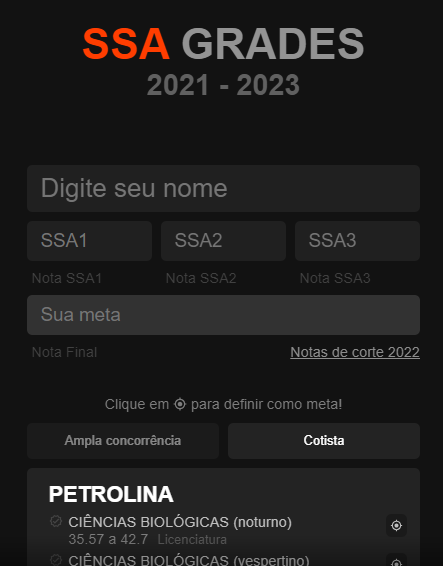 SSA GRADES
2021 - 2023
Digite seu nome
SSA1 SSA2 SSA3
Nota SSA1 Nota SSA2 Nota SSA3
Sua meta
Nota Final Notas de corte 2022
Clique em para definir como meta!
Ampla concorrência Cotista
PETROLINA
CIÊNCIAS BIOLÓGICAS (noturno)
35.57 a 42.7 Licenciatura
CIÊNCIAS BIOLÓGICAS (vespertino)